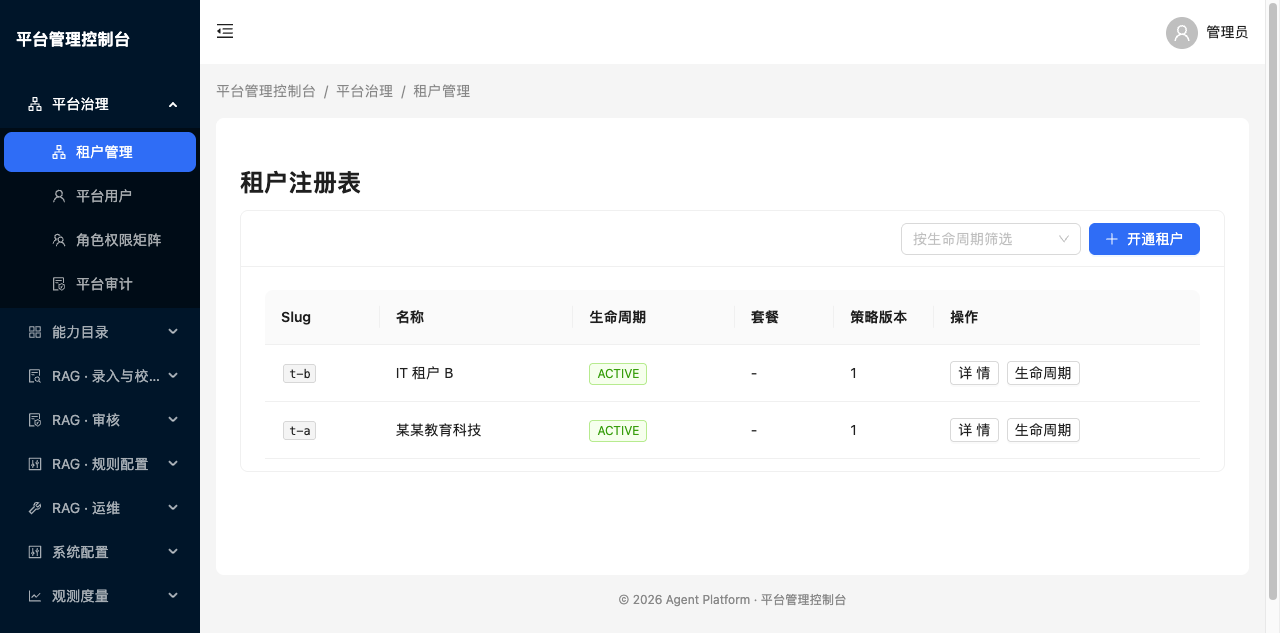 平台管理控制台
管理员
平台治理
租户管理
平台用户
角色权限矩阵
平台审计
能力目录
RAG · 录入与校...
RAG · 审核
RAG · 规则配置
RAG · 运维
系统配置
观测度量
平台管理控制台 / 平台治理 / 租户管理
租户注册表
按生命周期筛选 开通租户
Slug 名称 生命周期 套餐 策略版本 操作
t-b IT 租户 B ACTIVE - 1 详 情 生命周期
t-a 某某教育科技 ACTIVE - 1 详 情 生命周期
© 2026 Agent Platform · 平台管理控制台